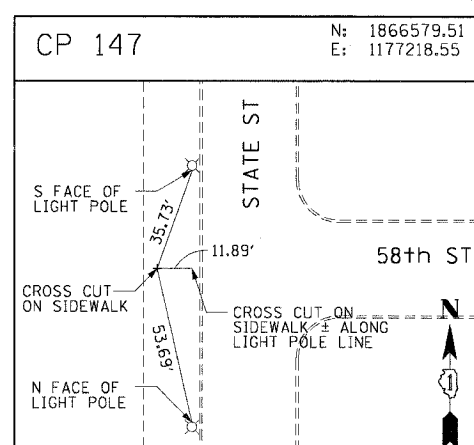 CP 147
N: 1866579.51
E: 1177218.55
STATE ST
S FACE OF
LIGHT POLE
35.73'
11.89'
58th ST
CROSS CUT
ON SIDEWALK
CROSS CUT ON
SIDEWALK ± ALONG
LIGHT POLE LINE
53.69'
N
1
N FACE OF
LIGHT POLE